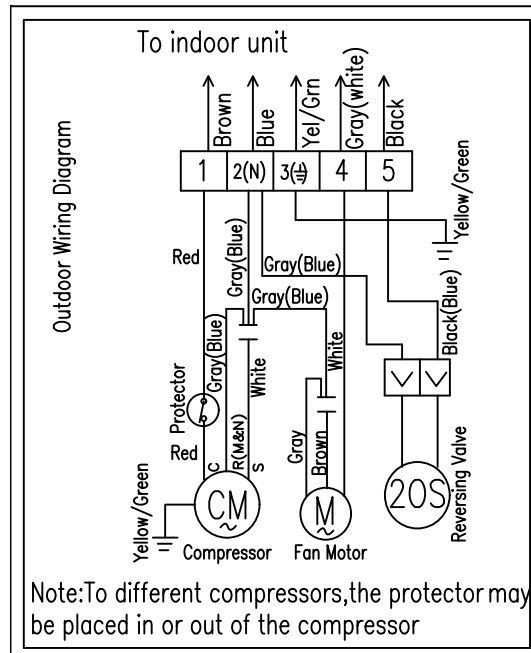 To indoor unit
Brown
Blue
Yel/Grn
Gray(white)
Black
1
2(N)
3(⏚)
4
5
Outdoor Wiring Diagram
Red
Gray(Blue)
Gray(Blue)
Yellow/Green
Gray(Blue)
Gray(Blue)
White
White
Black(Blue)
Protector
Red
C
R(M&N)
S
Gray
Brown
Yellow/Green
CM
~
M
~
20S
Reversing Valve
Compressor
Fan Motor
Note:To different compressors,the protector may
be placed in or out of the compressor